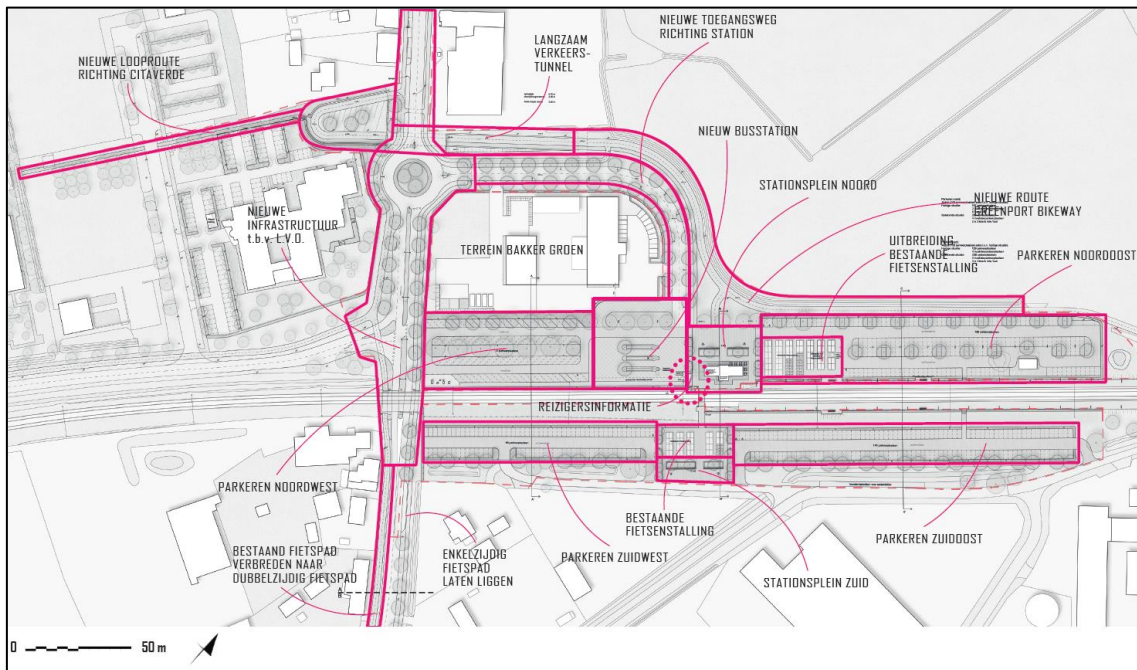 NIEUWE LOOPROUTE
RICHTING CITAVERDE
LANGZAAM
VERKEERS-
TUNNEL
NIEUWE TOEGANGSWEG
RICHTING STATION
NIEUW BUSSTATION
STATIONSPLEIN NOORD
NIEUWE ROUTE
GREENPORT BIKEWAY
UITBREIDING
BESTAANDE
FIETSENSTALLING
PARKEREN NOORDOOST
NIEUWE
INFRASTRUCTUUR
t.b.v. L.V.O.
TERREIN BAKKER GROEN
REIZIGERSINFORMATIE
PARKEREN NOORDWEST
BESTAAND FIETSPAD
VERBREDEN NAAR
DUBBELZIJDIG FIETSPAD
ENKELZIJDIG
FIETSPAD
LATEN LIGGEN
PARKEREN ZUIDWEST
BESTAANDE
FIETSENSTALLING
STATIONSPLEIN ZUID
PARKEREN ZUIDOOST
0 50 m